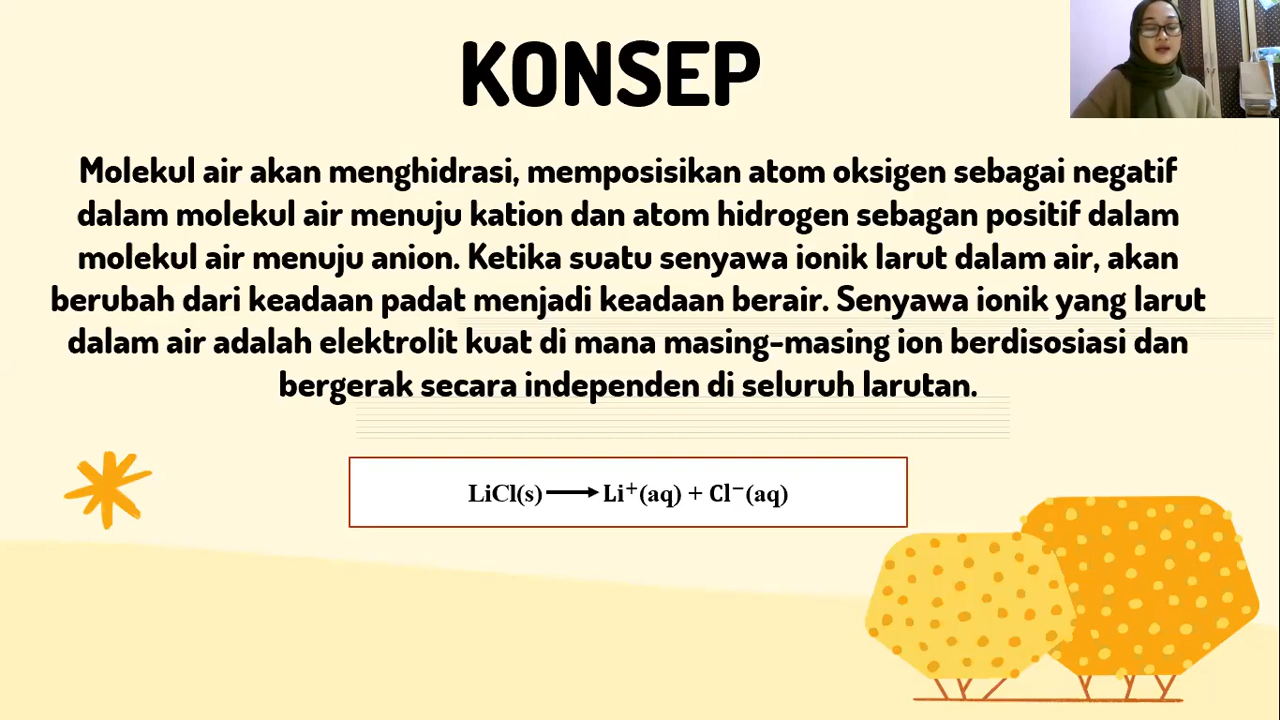 KONSEP
Molekul air akan menghidrasi, memposisikan atom oksigen sebagai negatif
dalam molekul air menuju kation dan atom hidrogen sebagan positif dalam
molekul air menuju anion. Ketika suatu senyawa ionik larut dalam air, akan
berubah dari keadaan padat menjadi keadaan berair. Senyawa ionik yang larut
dalam air adalah elektrolit kuat di mana masing-masing ion berdisosiasi dan
bergerak secara independen di seluruh larutan.
LiCl(s) ⟶ Li⁺(aq) + Cl⁻(aq)